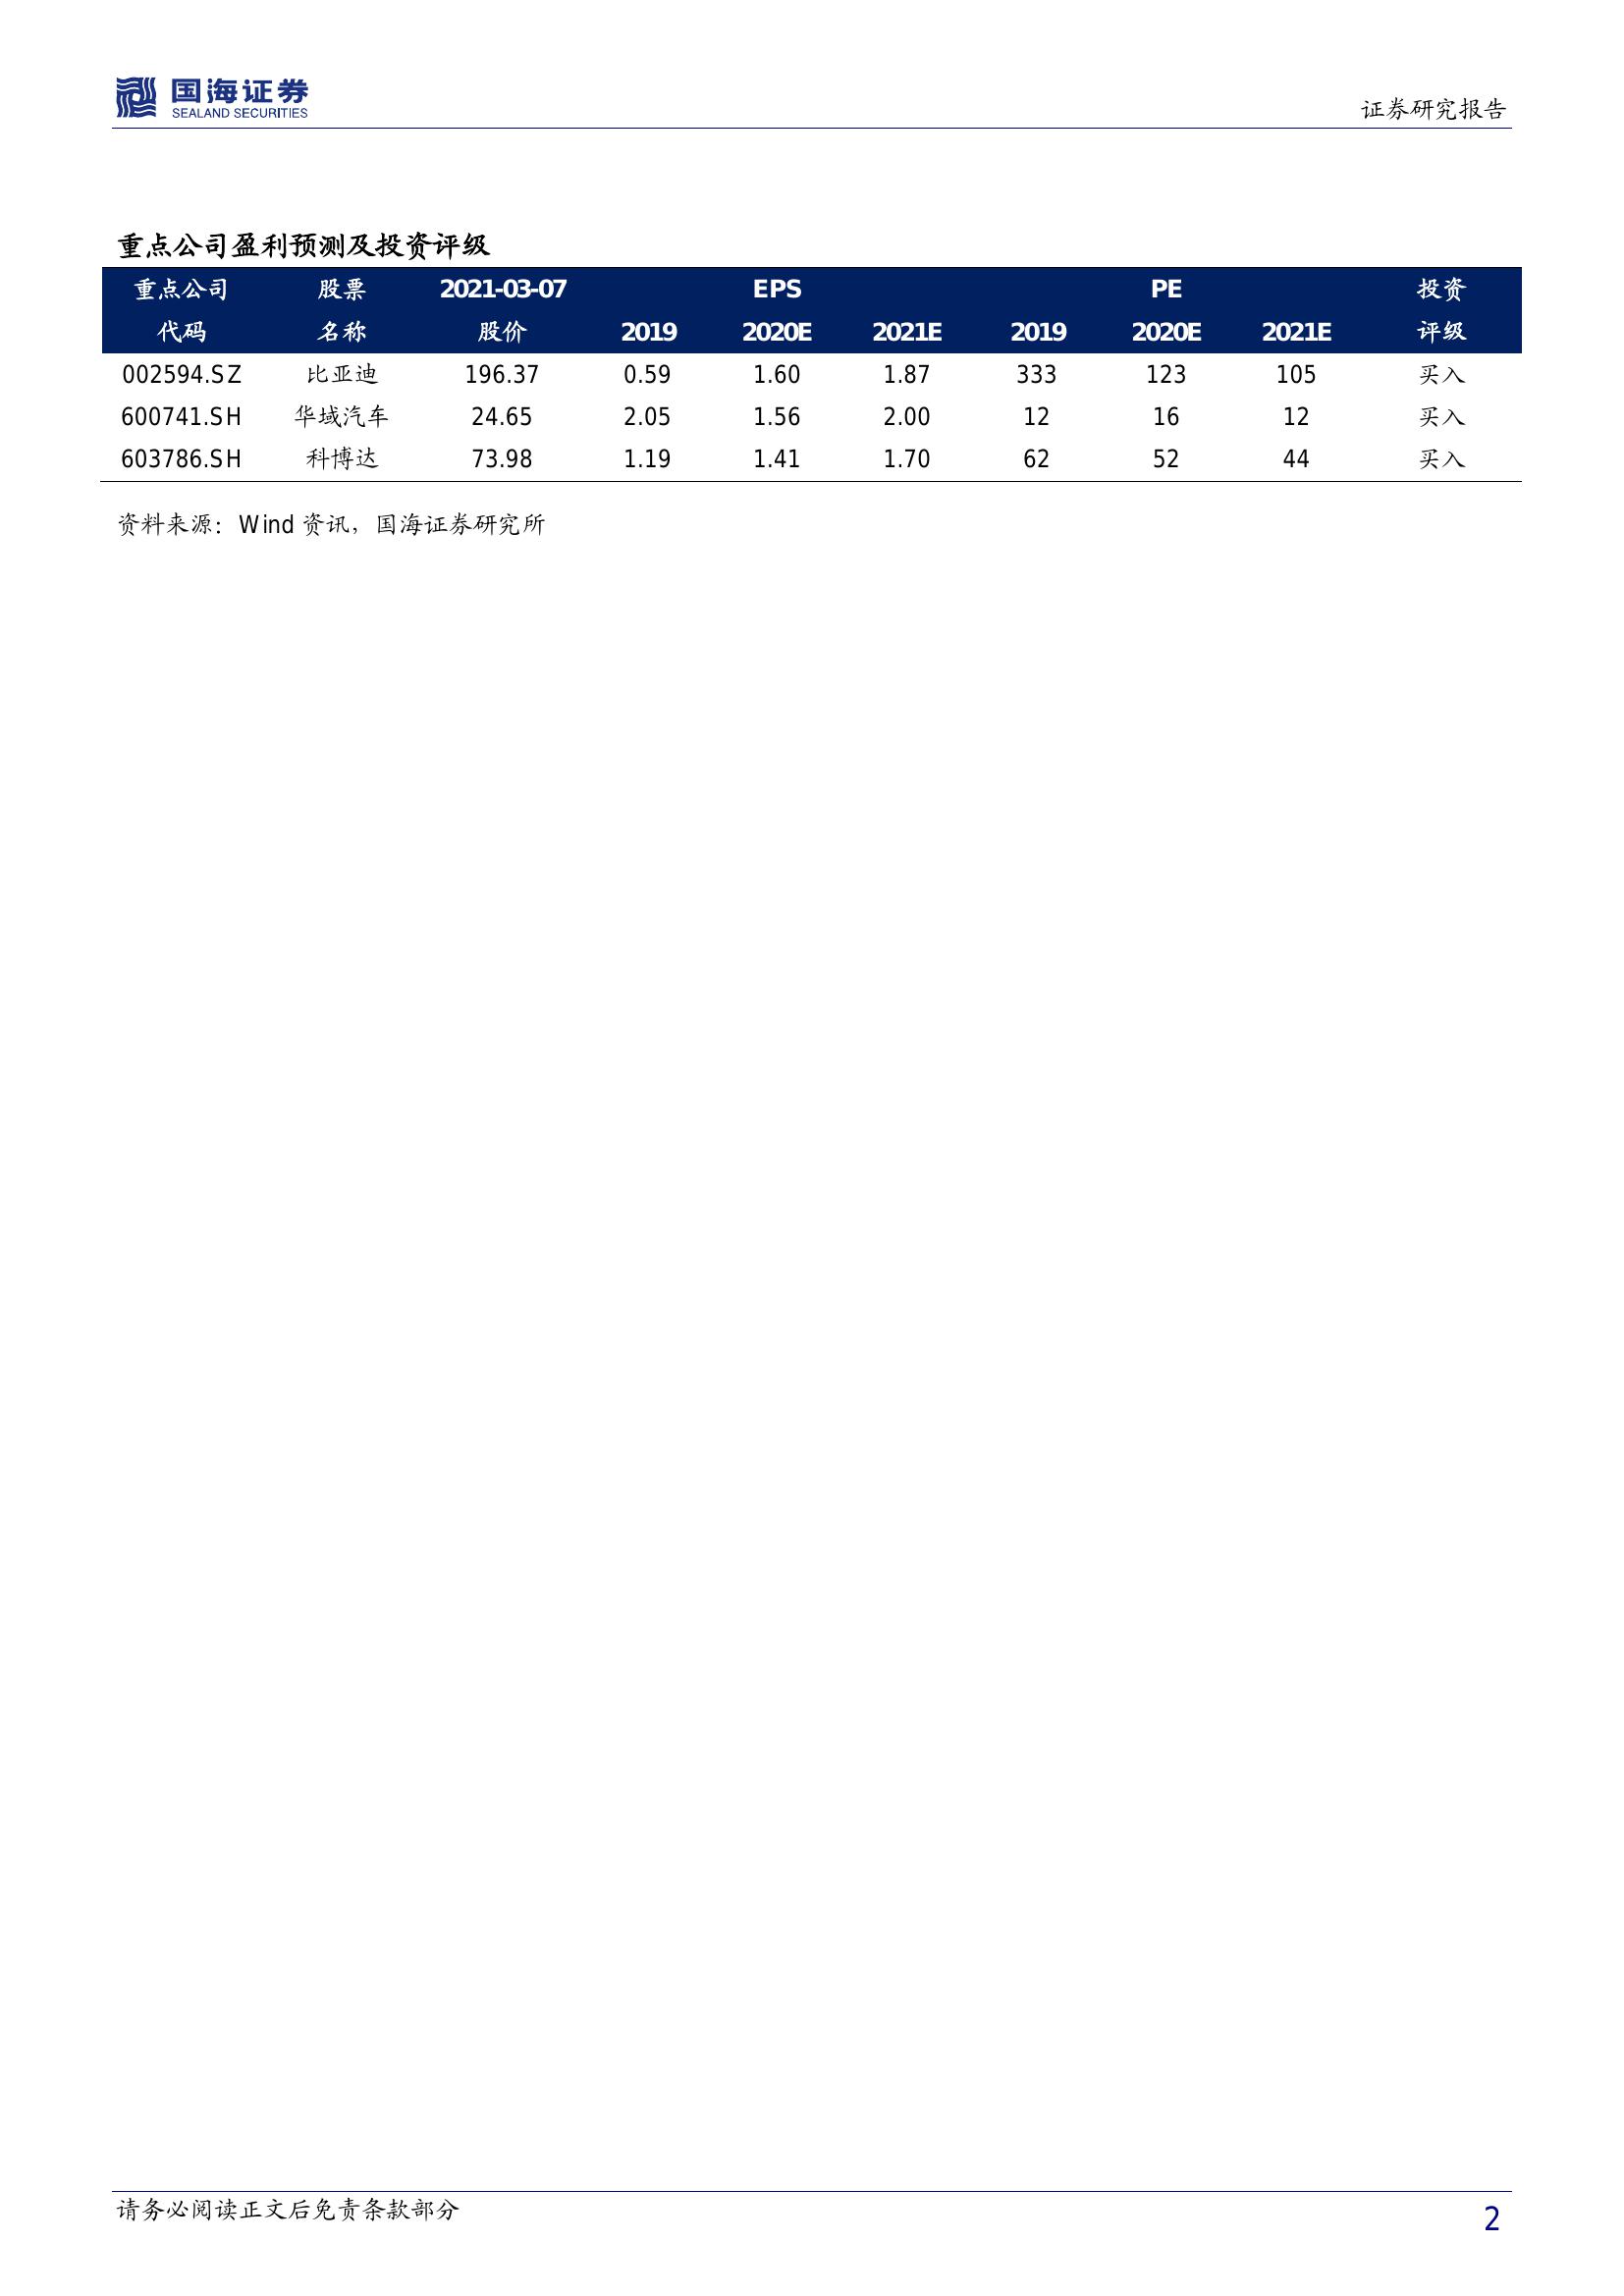 国海证券
SEALAND SECURITIES
证券研究报告
重点公司盈利预测及投资评级
重点公司 股票 2021-03-07 EPS PE 投资
代码 名称 股价 2019 2020E 2021E 2019 2020E 2021E 评级
002594.SZ 比亚迪 196.37 0.59 1.60 1.87 333 123 105 买入
600741.SH 华域汽车 24.65 2.05 1.56 2.00 12 16 12 买入
603786.SH 科博达 73.98 1.19 1.41 1.70 62 52 44 买入
资料来源：Wind 资讯，国海证券研究所
请务必阅读正文后免责条款部分
2